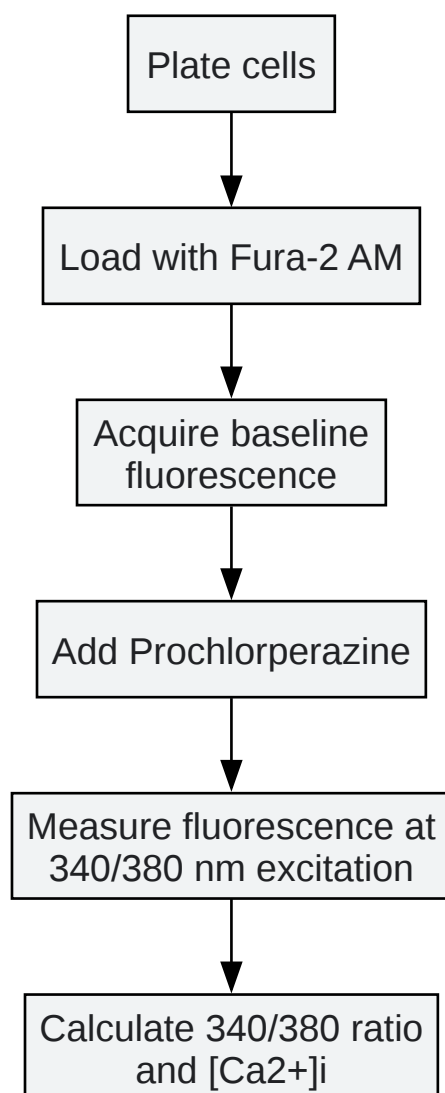 Plate cells
Load with Fura-2 AM
Acquire baseline
fluorescence
Add Prochlorperazine
Measure fluorescence at
340/380 nm excitation
Calculate 340/380 ratio
and [Ca2+]i